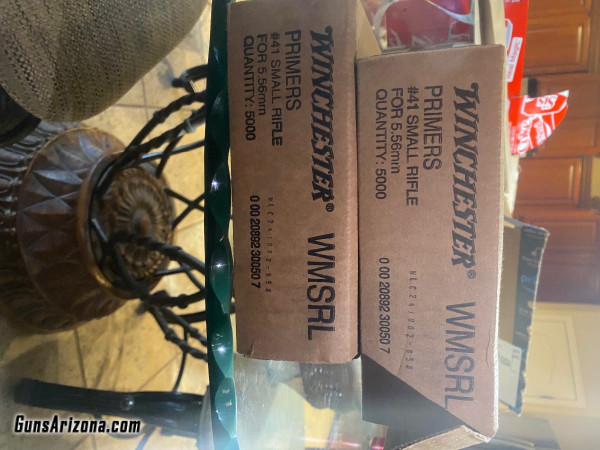 WINCHESTER® WMSRL
PRIMERS
#41 SMALL RIFLE
FOR 5.56mm
QUANTITY: 5000
0 00 20892 30050 7
WINCHESTER® WMSRL
PRIMERS
#41 SMALL RIFLE
FOR 5.56mm
QUANTITY: 5000
0 00 20892 30050 7
GunsArizona.com